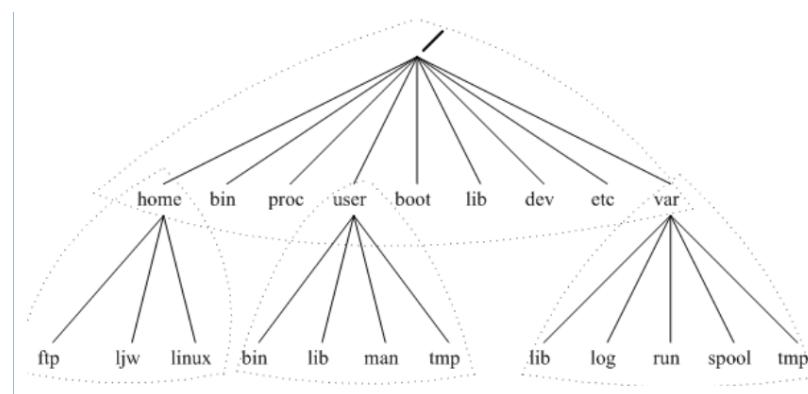 /
home bin proc user boot lib dev etc var
ftp ljw linux bin lib man tmp lib log run spool tmp